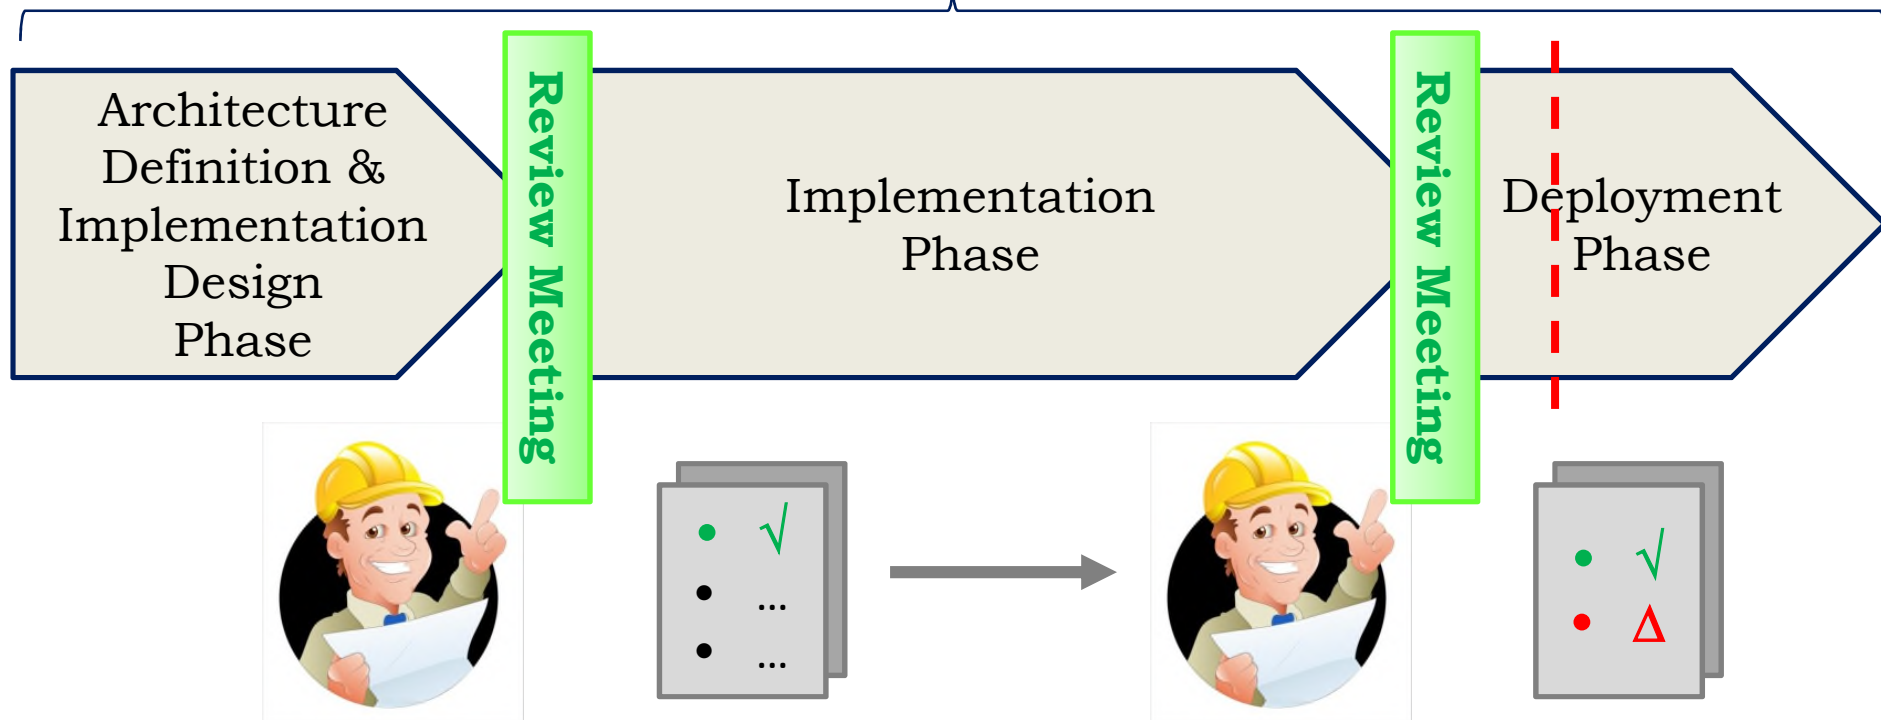 Architecture
Definition &
Implementation
Design
Phase
Review Meeting
Implementation
Phase
Review Meeting
Deployment
Phase
• √
• ...
• ...
• √
• Δ